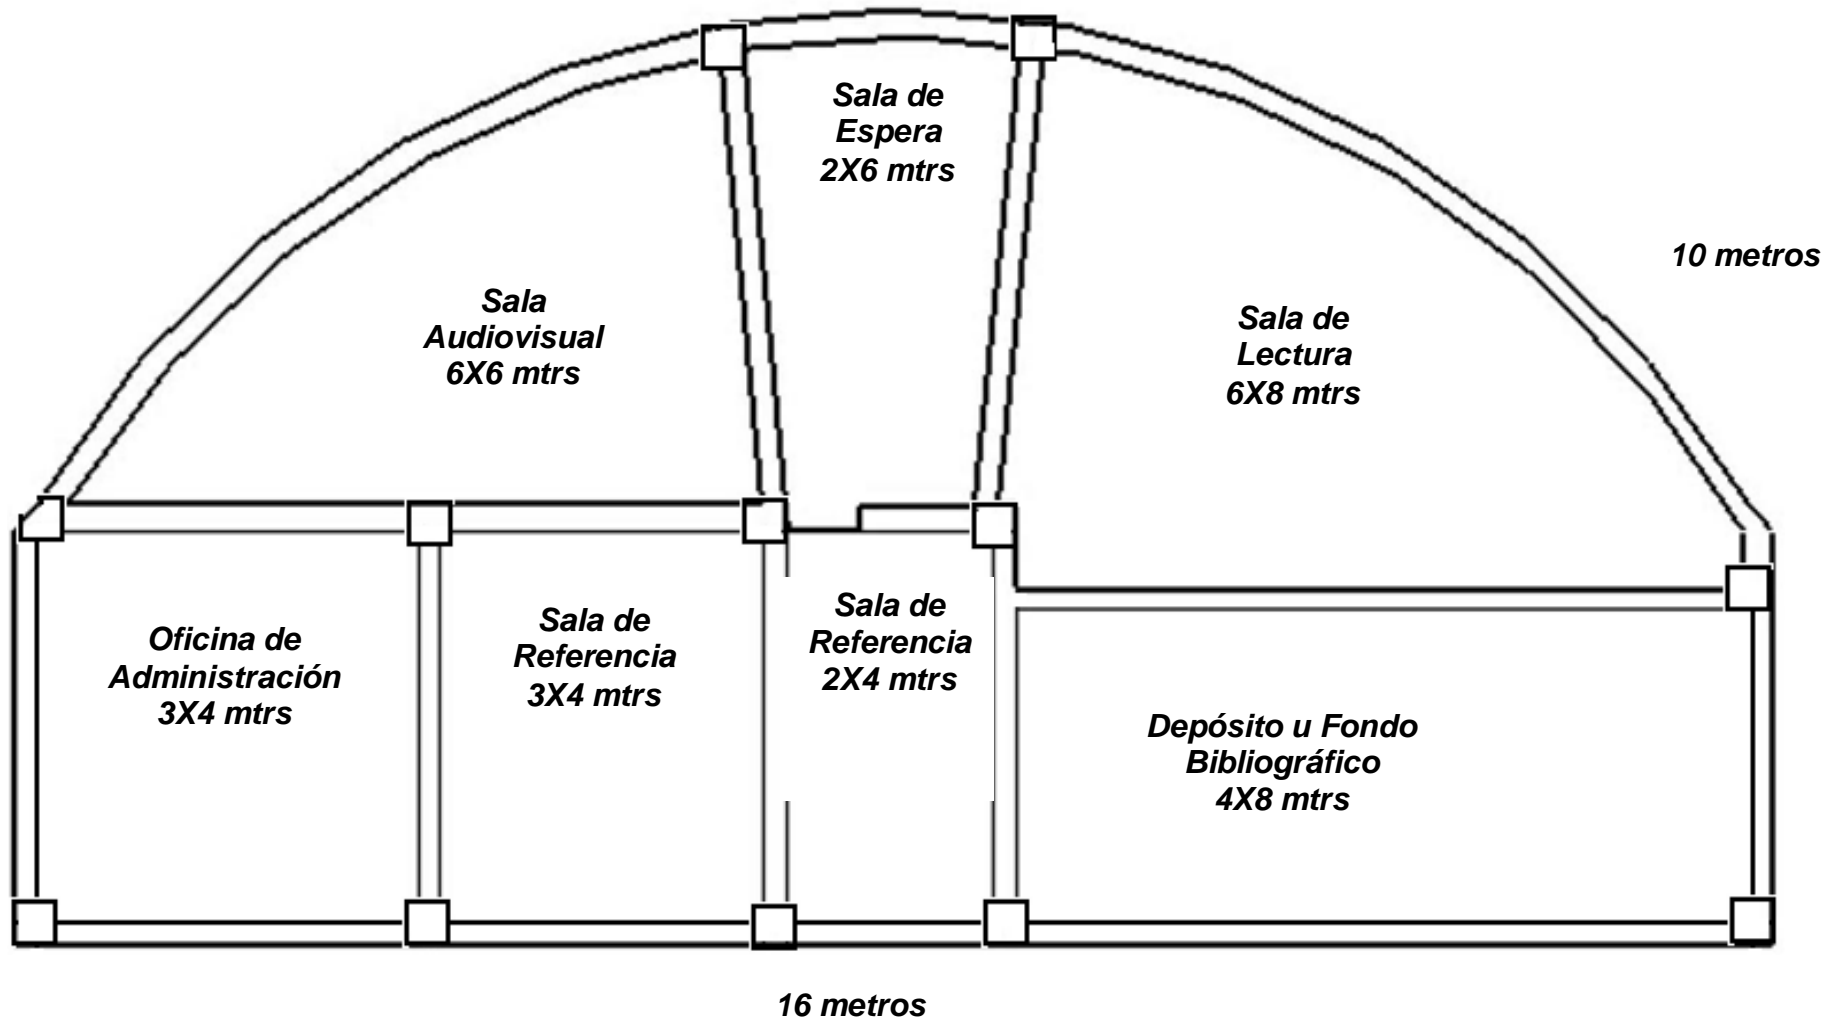 Sala de
Espera
2X6 mtrs
10 metros
Sala
Audiovisual
6X6 mtrs
Sala de
Lectura
6X8 mtrs
Oficina de
Administración
3X4 mtrs
Sala de
Referencia
3X4 mtrs
Sala de
Referencia
2X4 mtrs
Depósito u Fondo
Bibliográfico
4X8 mtrs
16 metros